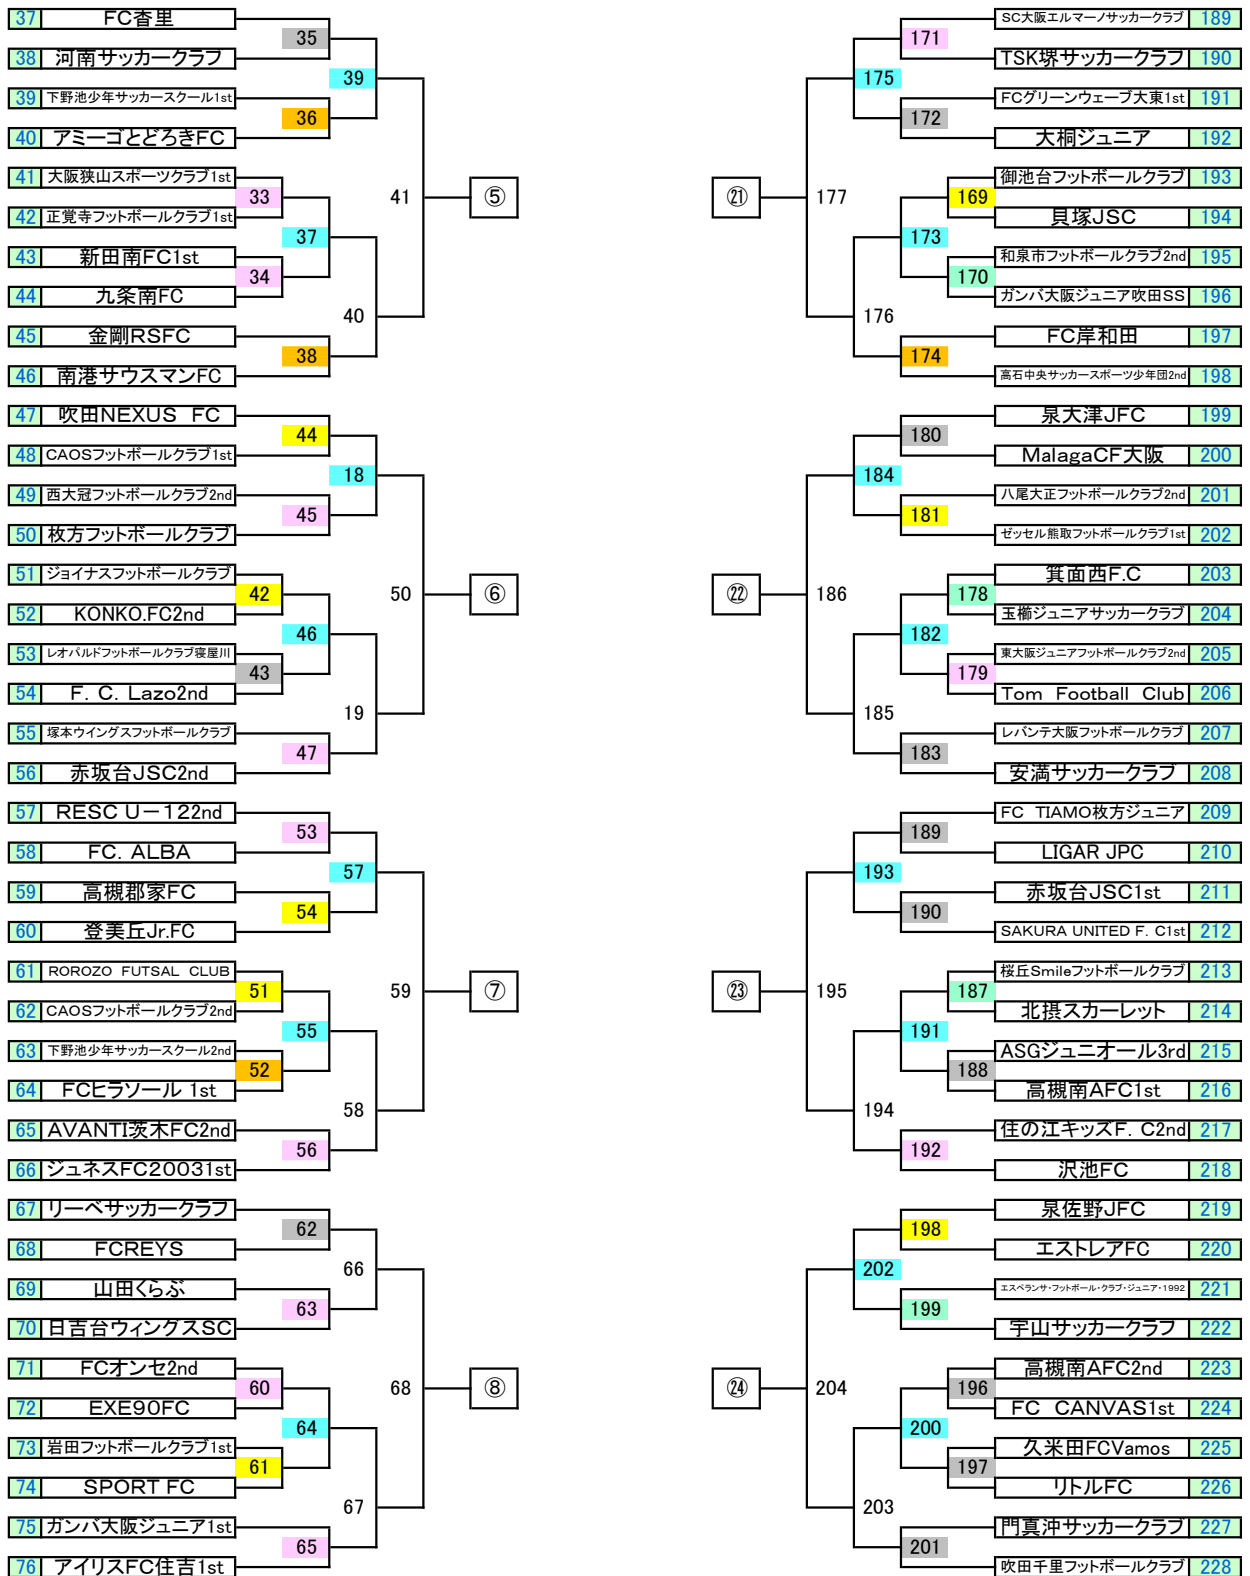 37 FC杳里
35
38 河南サッカークラブ
39
39 下野池少年サッカースクール1st
36
40 アミーゴとどろきFC
41 大阪狭山スポーツクラブ1st
33
41
⑤
42 正覚寺フットボールクラブ1st
37
43 新田南FC1st
34
44 九条南FC
40
45 金剛RSFC
38
46 南港サウスマンFC
47 吹田NEXUS FC
44
48 CAOSフットボールクラブ1st
18
49 西大冠フットボールクラブ2nd
45
50 枚方フットボールクラブ
51 ジョイナスフットボールクラブ
42
50
⑥
52 KONKO.FC2nd
46
53 レオパルドフットボールクラブ寝屋川
43
54 F. C. Lazo2nd
19
55 塚本ウイングスフットボールクラブ
47
56 赤坂台JSC2nd
57 RESC U－122nd
53
58 FC. ALBA
57
59 高槻郡家FC
54
60 登美丘Jr.FC
61 ROROZO FUTSAL CLUB
51
59
⑦
62 CAOSフットボールクラブ2nd
55
63 下野池少年サッカースクール2nd
52
64 FCヒラソール 1st
58
65 AVANTI茨木FC2nd
56
66 ジュネスFC20031st
67 リーベサッカークラブ
62
68 FCREYS
66
69 山田くらぶ
63
70 日吉台ウィングスSC
71 FCオンセ2nd
60
68
⑧
72 EXE90FC
64
73 岩田フットボールクラブ1st
61
74 SPORT FC
67
75 ガンバ大阪ジュニア1st
65
76 アイリスFC住吉1st
SC大阪エルマーノサッカークラブ 189
171
TSK堺サッカークラブ 190
175
FCグリーンウェーブ大東1st 191
172
大桐ジュニア 192
御池台フットボールクラブ 193
㉑
177
169
貝塚JSC 194
173
和泉市フットボールクラブ2nd 195
170
ガンバ大阪ジュニア吹田SS 196
176
FC岸和田 197
174
高石中央サッカースポーツ少年団2nd 198
泉大津JFC 199
180
MalagaCF大阪 200
184
八尾大正フットボールクラブ2nd 201
181
ゼッセル熊取フットボールクラブ1st 202
箕面西F.C 203
㉒
186
178
玉櫛ジュニアサッカークラブ 204
182
東大阪ジュニアフットボールクラブ2nd 205
179
Tom Football Club 206
185
レバンテ大阪フットボールクラブ 207
183
安満サッカークラブ 208
FC TIAMO枚方ジュニア 209
189
LIGAR JPC 210
193
赤坂台JSC1st 211
190
SAKURA UNITED F. C1st 212
桜丘Smileフットボールクラブ 213
㉓
195
187
北摂スカーレット 214
191
ASGジュニオール3rd 215
188
高槻南AFC1st 216
194
住の江キッズF. C2nd 217
192
沢池FC 218
泉佐野JFC 219
198
エストレアFC 220
202
エスペランサ・フットボール・クラブ・ジュニア・1992 221
199
宇山サッカークラブ 222
高槻南AFC2nd 223
㉔
204
196
FC CANVAS1st 224
200
久米田FCVamos 225
197
リトルFC 226
203
門真沖サッカークラブ 227
201
吹田千里フットボールクラブ 228